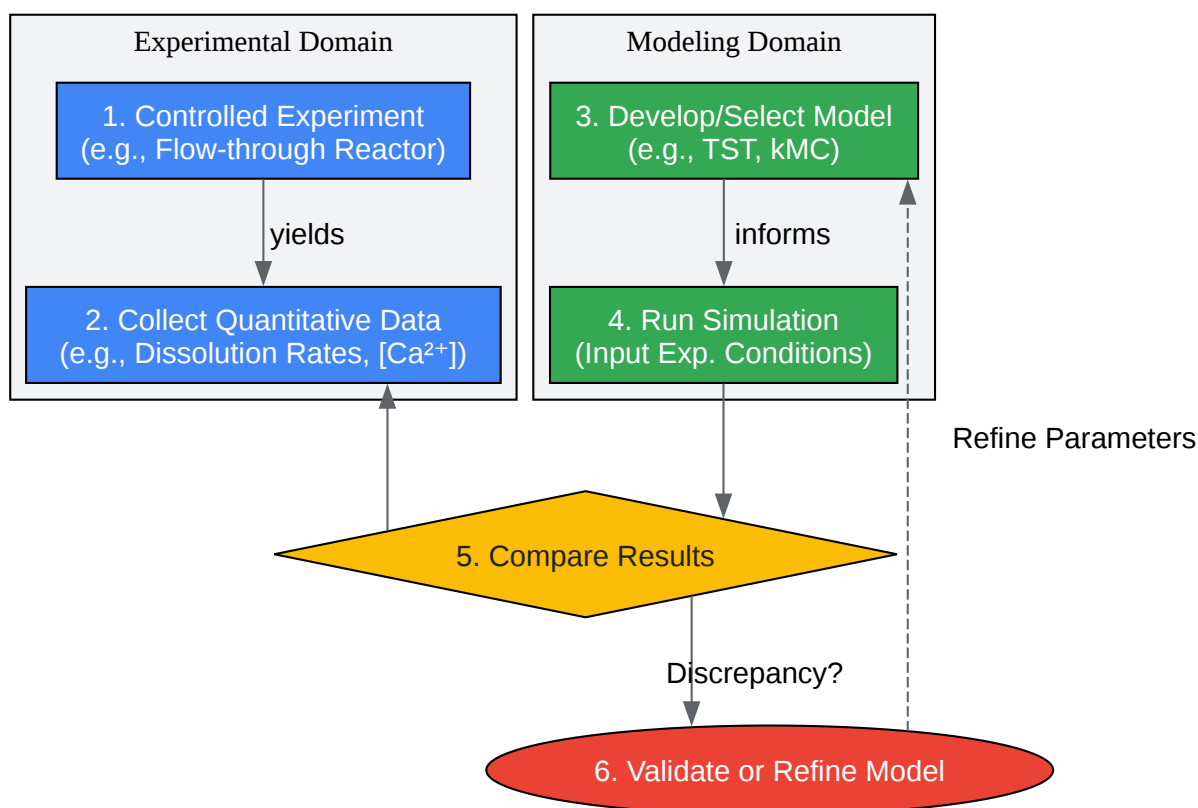 Experimental Domain
1. Controlled Experiment
(e.g., Flow-through Reactor)
yields
2. Collect Quantitative Data
(e.g., Dissolution Rates, [Ca²⁺])
Modeling Domain
3. Develop/Select Model
(e.g., TST, kMC)
informs
4. Run Simulation
(Input Exp. Conditions)
Refine Parameters
5. Compare Results
Discrepancy?
6. Validate or Refine Model